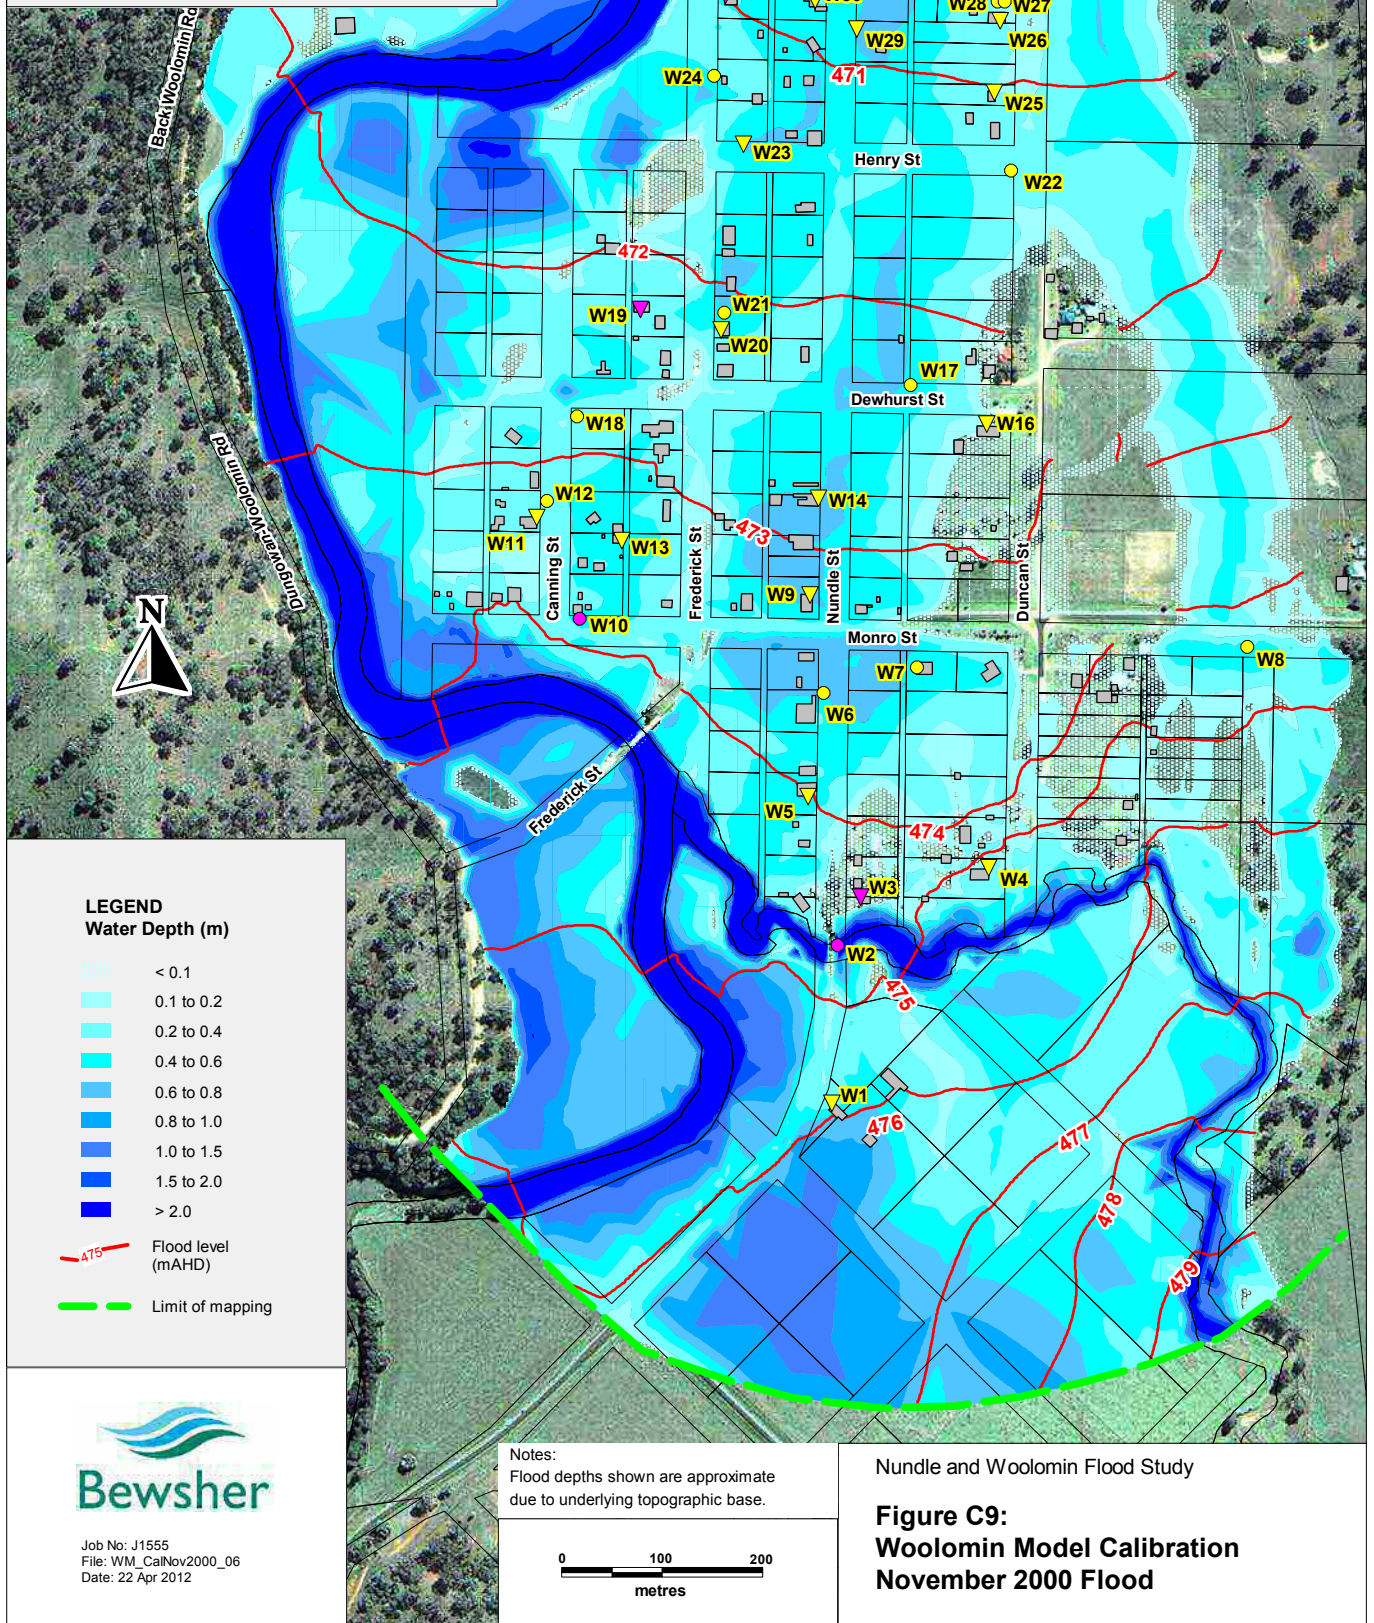 W28
W27
W29
W26
Back Woolomin Rd
W24
471
W25
W23
Henry St
W22
472
W19
W21
W20
W17
Dewhurst St
W18
W16
Dungowan-Woolomin Rd
W12
W14
W11
W13
473
Canning St
Frederick St
Nundle St
Duncan St
W9
N
W10
Monro St
W7
W8
W6
Frederick St
W5
474
W4
W3
W2
475
W1
476
477
478
479
LEGEND
Water Depth (m)
< 0.1
0.1 to 0.2
0.2 to 0.4
0.4 to 0.6
0.6 to 0.8
0.8 to 1.0
1.0 to 1.5
1.5 to 2.0
> 2.0
475
Flood level
(mAHD)
Limit of mapping
Bewsher
Job No: J1555
File: WM_CalNov2000_06
Date: 22 Apr 2012
Notes:
Flood depths shown are approximate
due to underlying topographic base.
0 100 200
metres
Nundle and Woolomin Flood Study
Figure C9:
Woolomin Model Calibration
November 2000 Flood